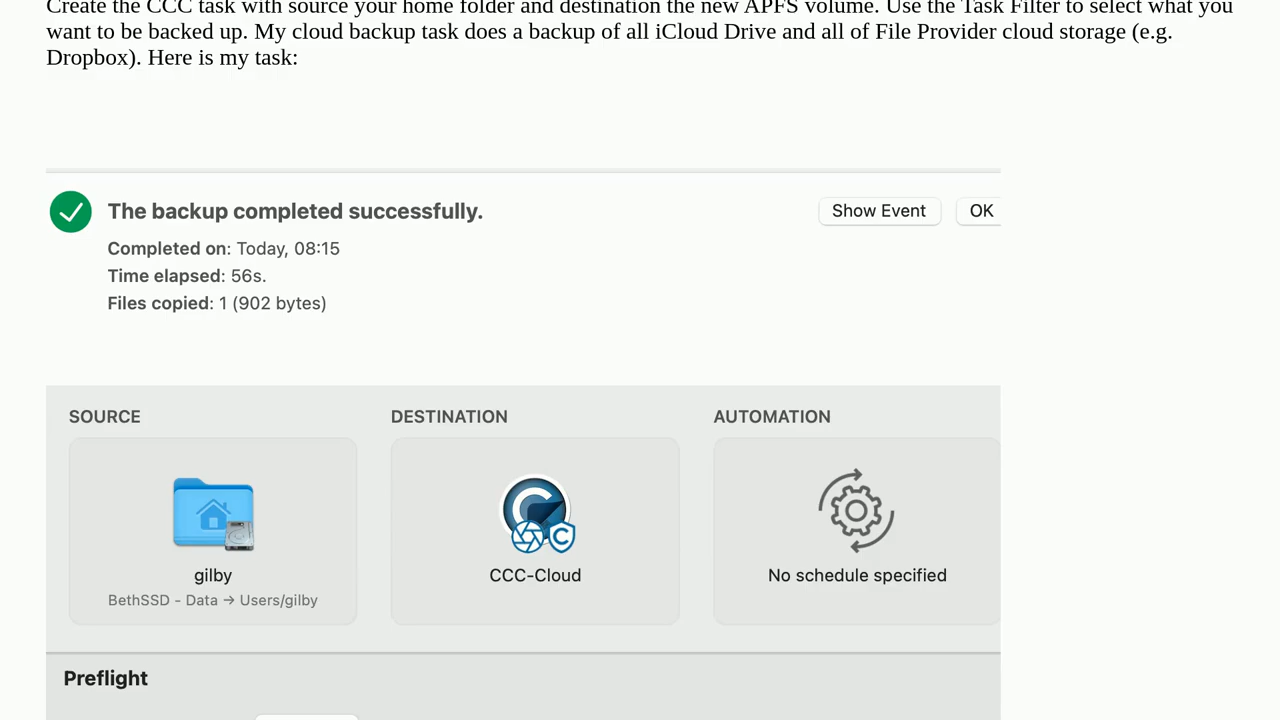 Create the CCC task with source your home folder and destination the new APFS volume. Use the Task Filter to select what you
want to be backed up. My cloud backup task does a backup of all iCloud Drive and all of File Provider cloud storage (e.g.
Dropbox). Here is my task:
The backup completed successfully.
Show Event
OK
Completed on: Today, 08:15
Time elapsed: 56s.
Files copied: 1 (902 bytes)
SOURCE
DESTINATION
AUTOMATION
gilby
CCC-Cloud
No schedule specified
BethSSD - Data → Users/gilby
Preflight